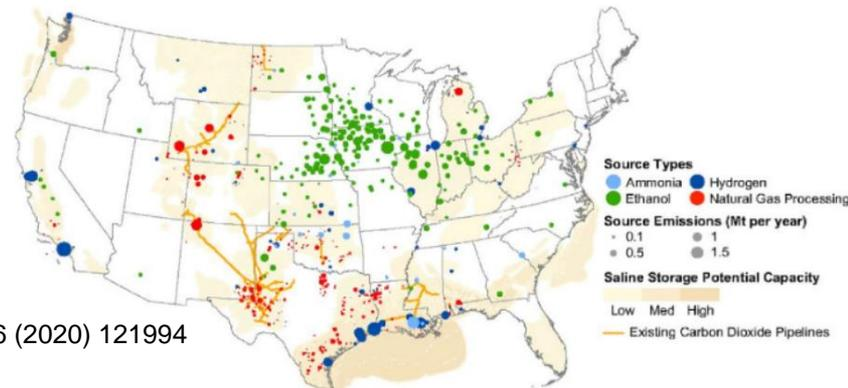 Source Types
Ammonia Hydrogen
Ethanol Natural Gas Processing
Source Emissions (Mt per year)
0.1 1
0.5 1.5
Saline Storage Potential Capacity
Low Med High
Existing Carbon Dioxide Pipelines
6 (2020) 121994